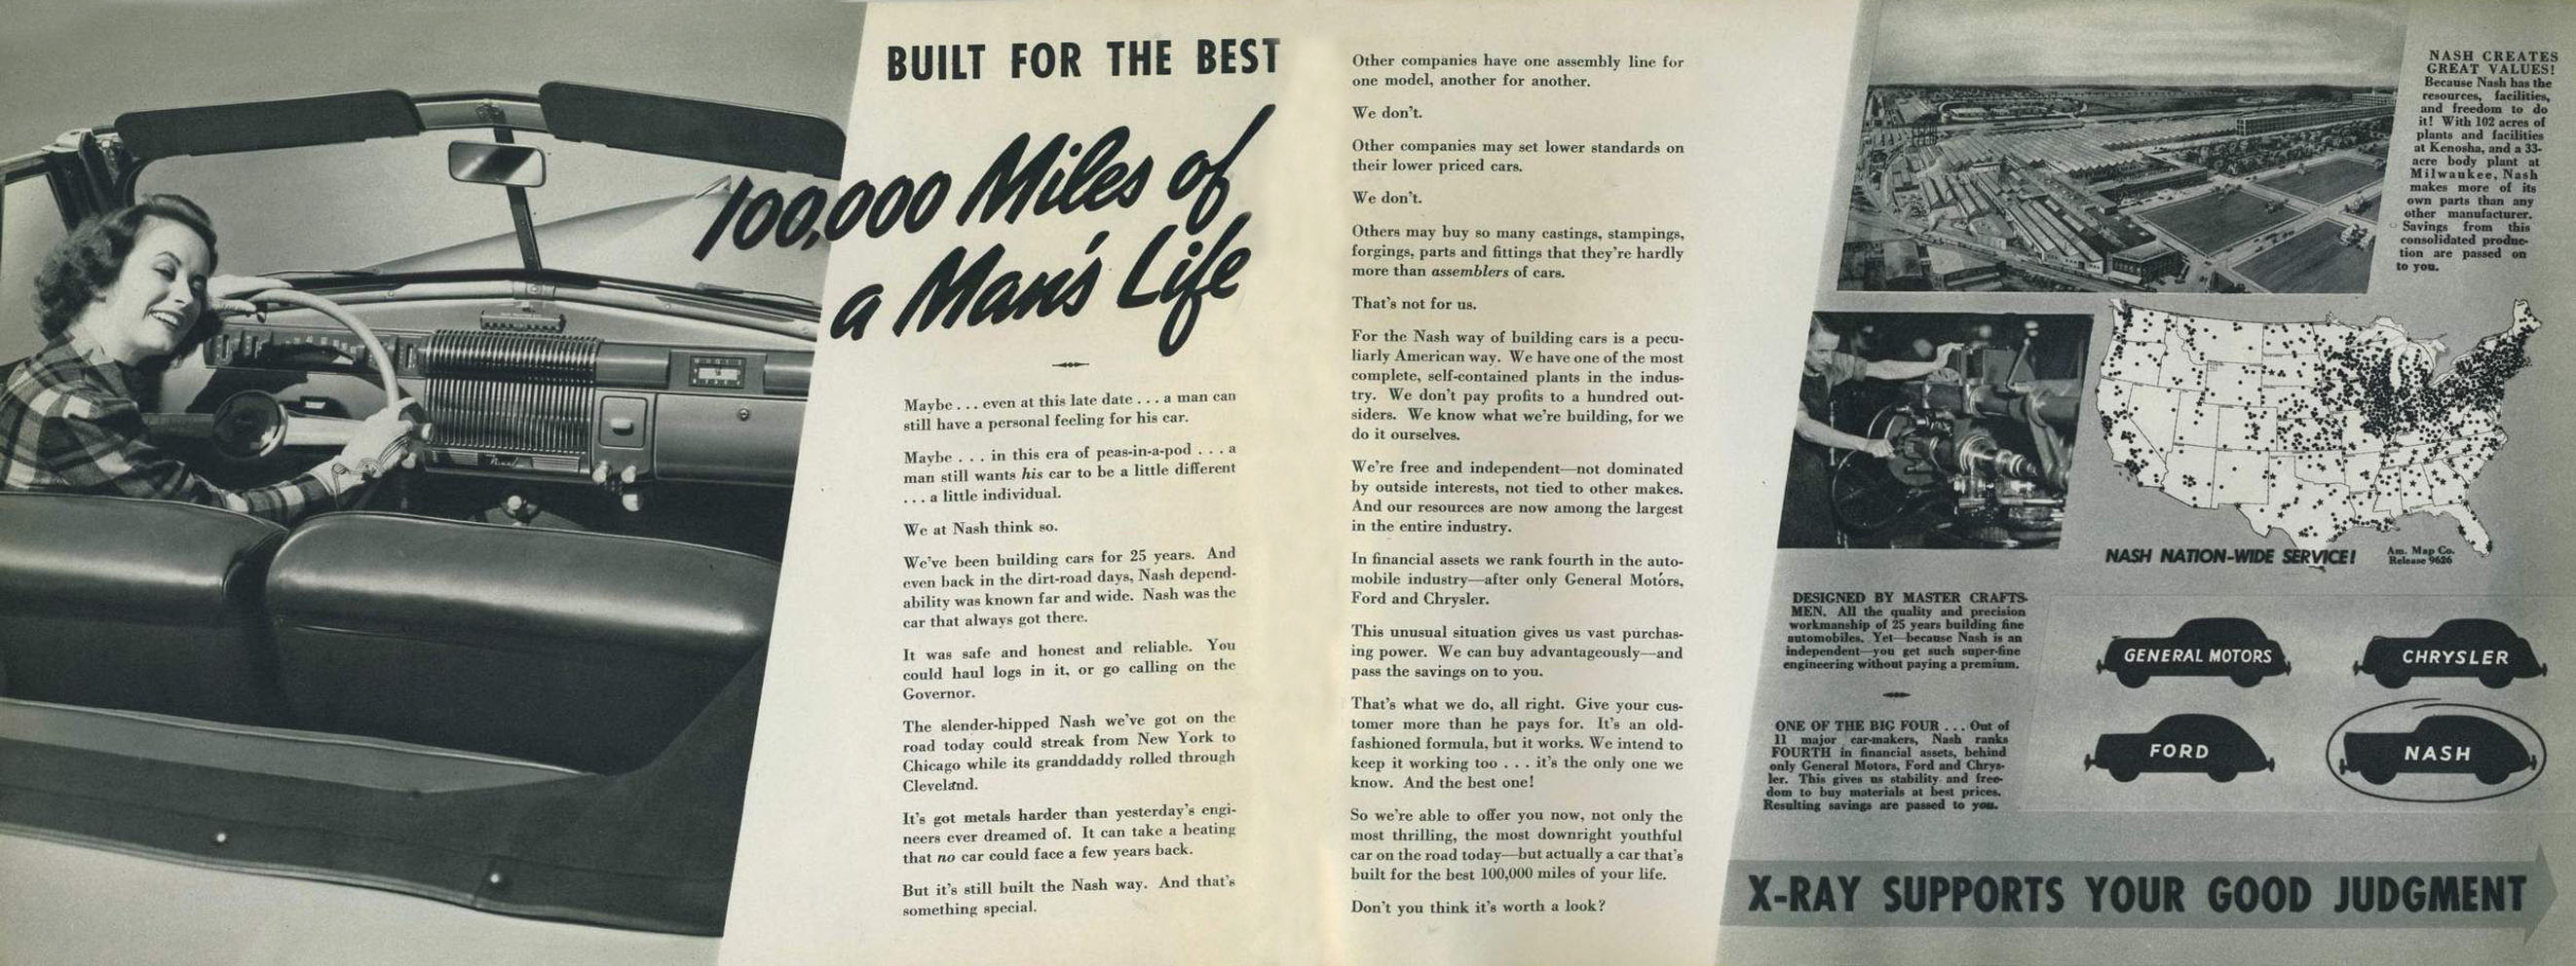 BUILT FOR THE BEST
100,000 Miles of
a Man's Life
Maybe . . . even at this late date . . . a man can
still have a personal feeling for his car.
Maybe . . . in this era of peas-in-a-pod . . . a
man still wants his car to be a little different
. . . a little individual.
We at Nash think so.
We've been building cars for 25 years. And
even back in the dirt-road days, Nash depend-
ability was known far and wide. Nash was the
car that always got there.
It was safe and honest and reliable. You
could haul logs in it, or go calling on the
Governor.
The slender-hipped Nash we've got on the
road today could streak from New York to
Chicago while its granddaddy rolled through
Cleveland.
It's got metals harder than yesterday's engi-
neers ever dreamed of. It can take a beating
that no car could face a few years back.
But it's still built the Nash way. And that's
something special.
Other companies have one assembly line for
one model, another for another.
We don't.
Other companies may set lower standards on
their lower priced cars.
We don't.
Others may buy so many castings, stampings,
forgings, parts and fittings that they're hardly
more than assemblers of cars.
That's not for us.
For the Nash way of building cars is a pecu-
liarly American way. We have one of the most
complete, self-contained plants in the indus-
try. We don't pay profits to a hundred out-
siders. We know what we're building, for we
do it ourselves.
We're free and independent—not dominated
by outside interests, not tied to other makes.
And our resources are now among the largest
in the entire industry.
In financial assets we rank fourth in the auto-
mobile industry—after only General Motors,
Ford and Chrysler.
This unusual situation gives us vast purchas-
ing power. We can buy advantageously—and
pass the savings on to you.
That's what we do, all right. Give your cus-
tomer more than he pays for. It's an old-
fashioned formula, but it works. We intend to
keep it working too . . . it's the only one we
know. And the best one!
So we're able to offer you now, not only the
most thrilling, the most downright youthful
car on the road today—but actually a car that's
built for the best 100,000 miles of your life.
Don't you think it's worth a look?
NASH CREATES
GREAT VALUES!
Because Nash has the
resources, facilities,
and freedom to do
it! With 102 acres of
plants and facilities
at Kenosha, and a 33-
acre body plant at
Milwaukee, Nash
makes more of its
own parts than any
other manufacturer.
Savings from this
consolidated produc-
tion are passed on
to you.
NASH NATION-WIDE SERVICE!
Am. Map Co.
Release 9626
DESIGNED BY MASTER CRAFTS-
MEN. All the quality and precision
workmanship of 25 years building fine
automobiles. Yet—because Nash is an
independent—you get such super-fine
engineering without paying a premium.
ONE OF THE BIG FOUR . . . Out of
11 major car-makers, Nash ranks
FOURTH in financial assets, behind
only General Motors, Ford and Chrys-
ler. This gives us stability and free-
dom to buy materials at best prices.
Resulting savings are passed to you.
GENERAL MOTORS
CHRYSLER
FORD
NASH
X-RAY SUPPORTS YOUR GOOD JUDGMENT